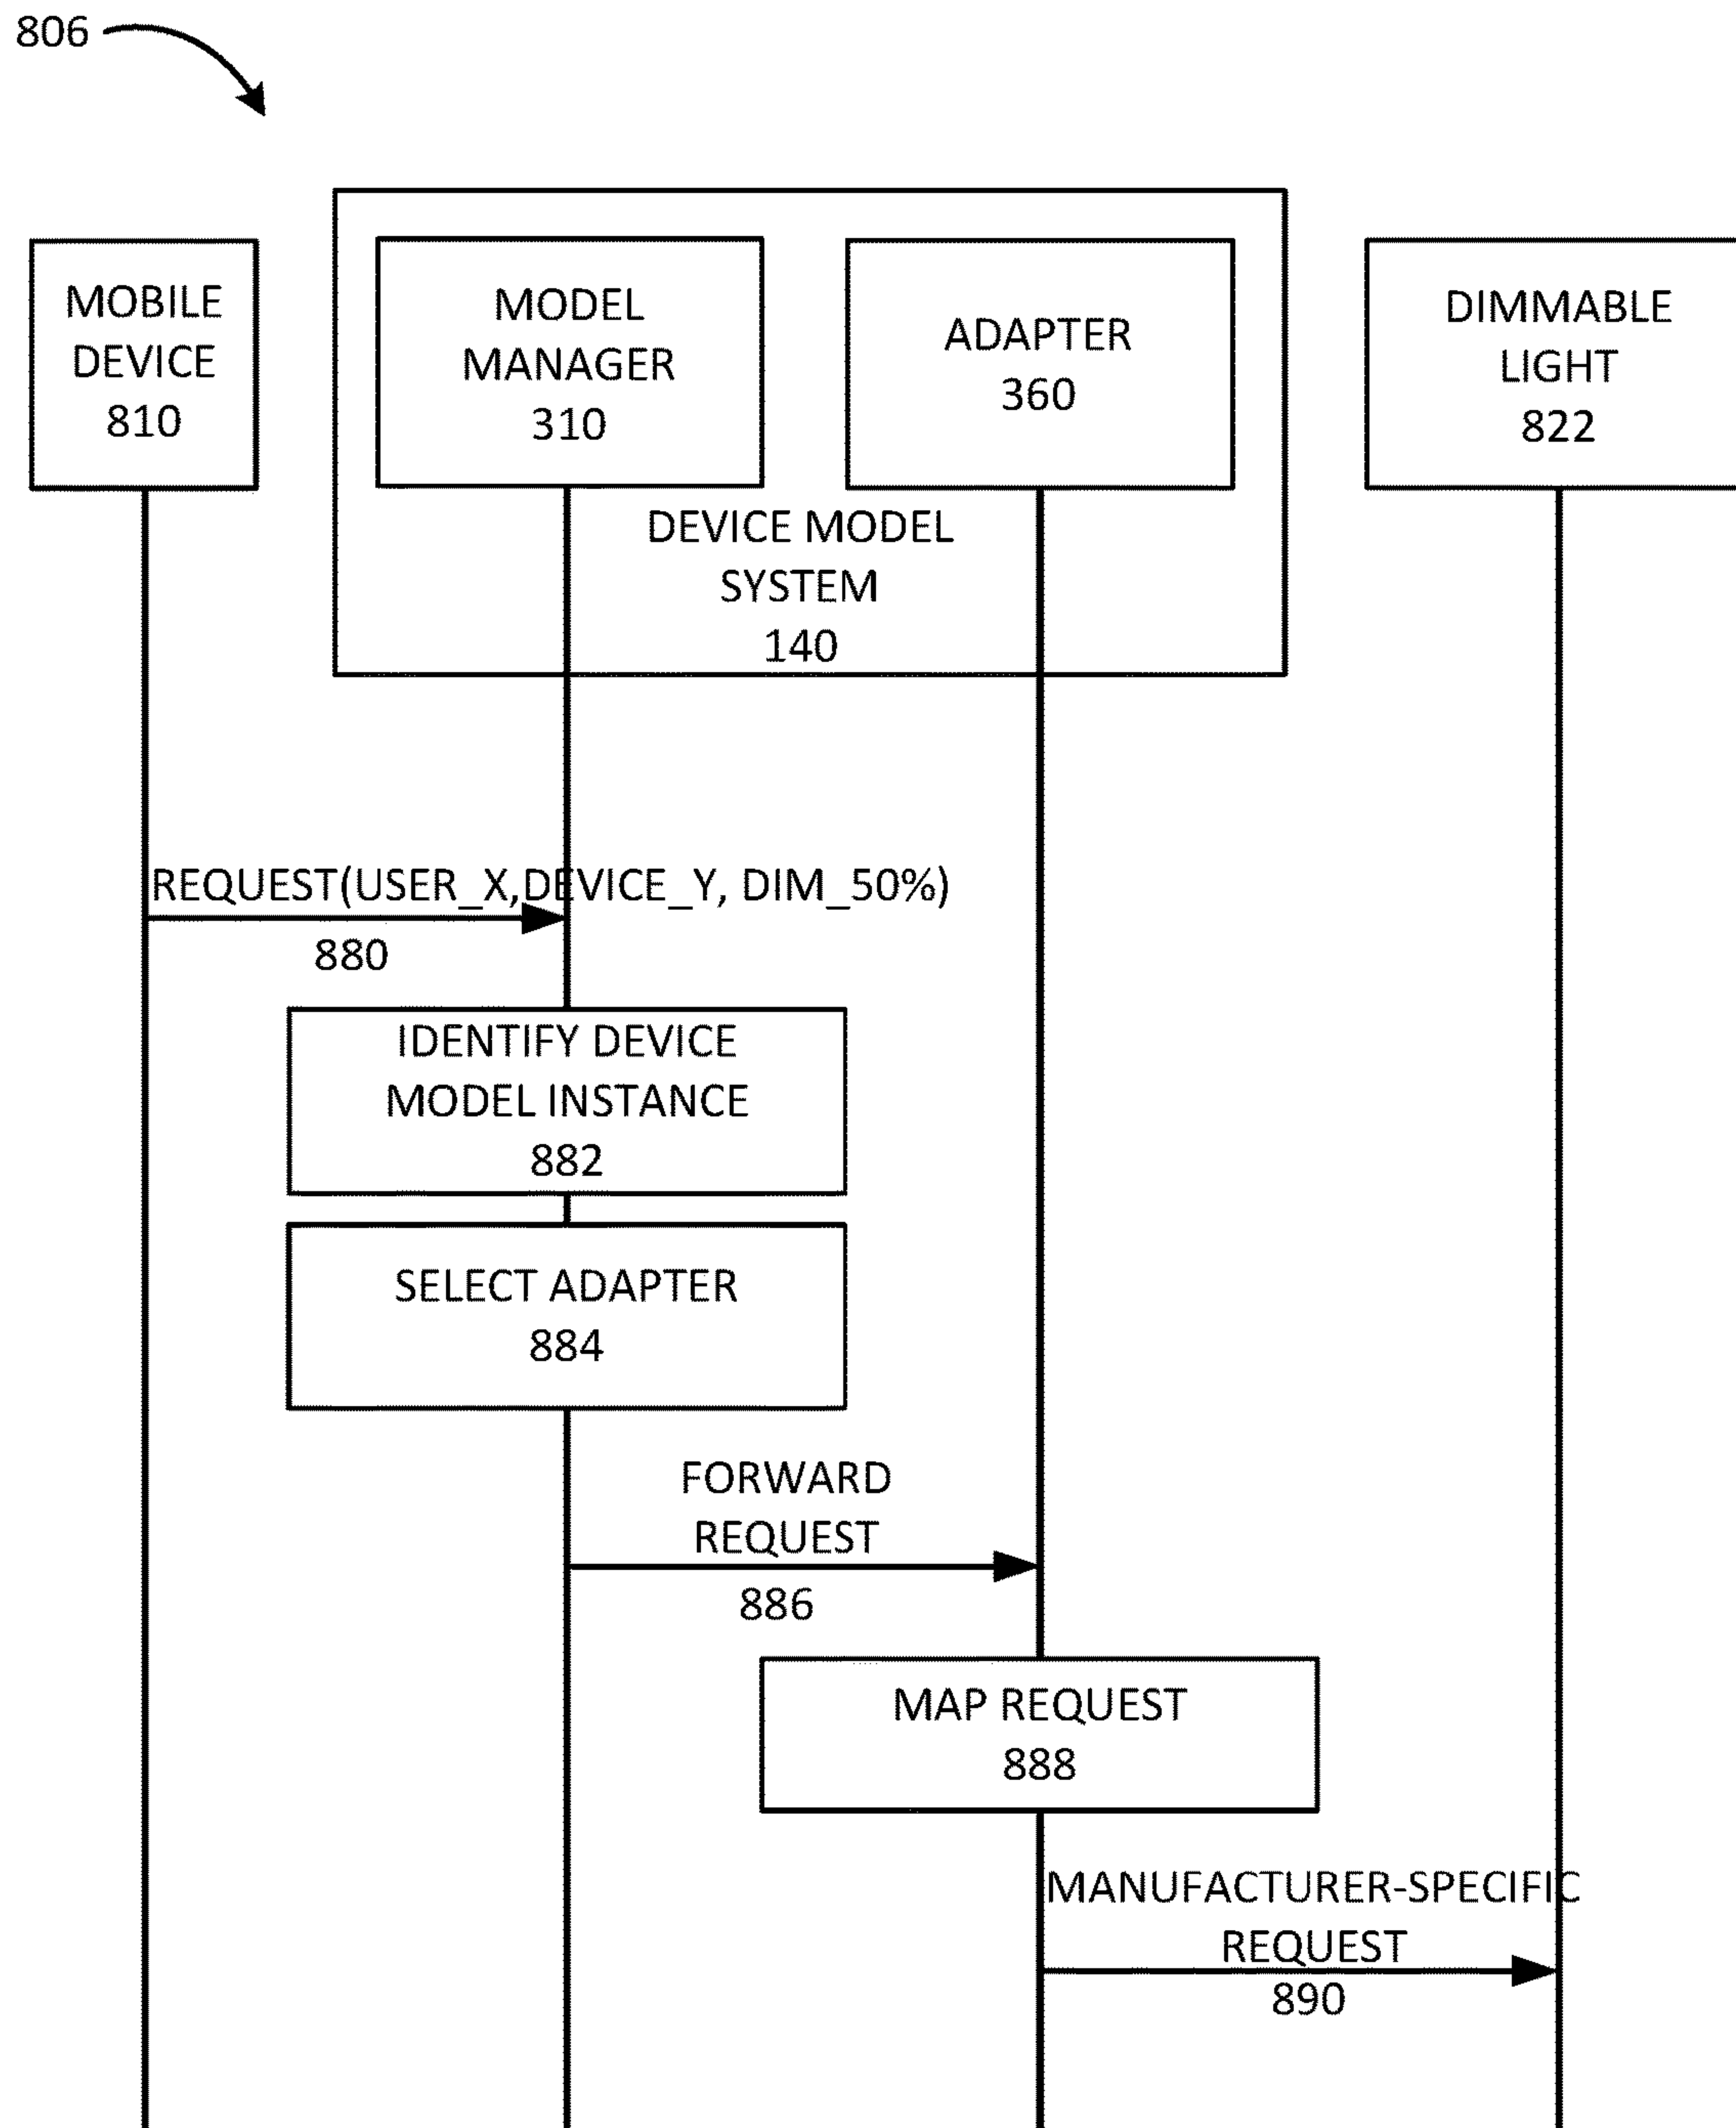 806
MOBILE
DEVICE
810
MODEL
MANAGER
310
ADAPTER
360
DIMMABLE
LIGHT
822
DEVICE MODEL
SYSTEM
140
REQUEST(USER_X,DEVICE_Y, DIM_50%)
880
IDENTIFY DEVICE
MODEL INSTANCE
882
SELECT ADAPTER
884
FORWARD
REQUEST
886
MAP REQUEST
888
MANUFACTURER-SPECIFIC
REQUEST
890